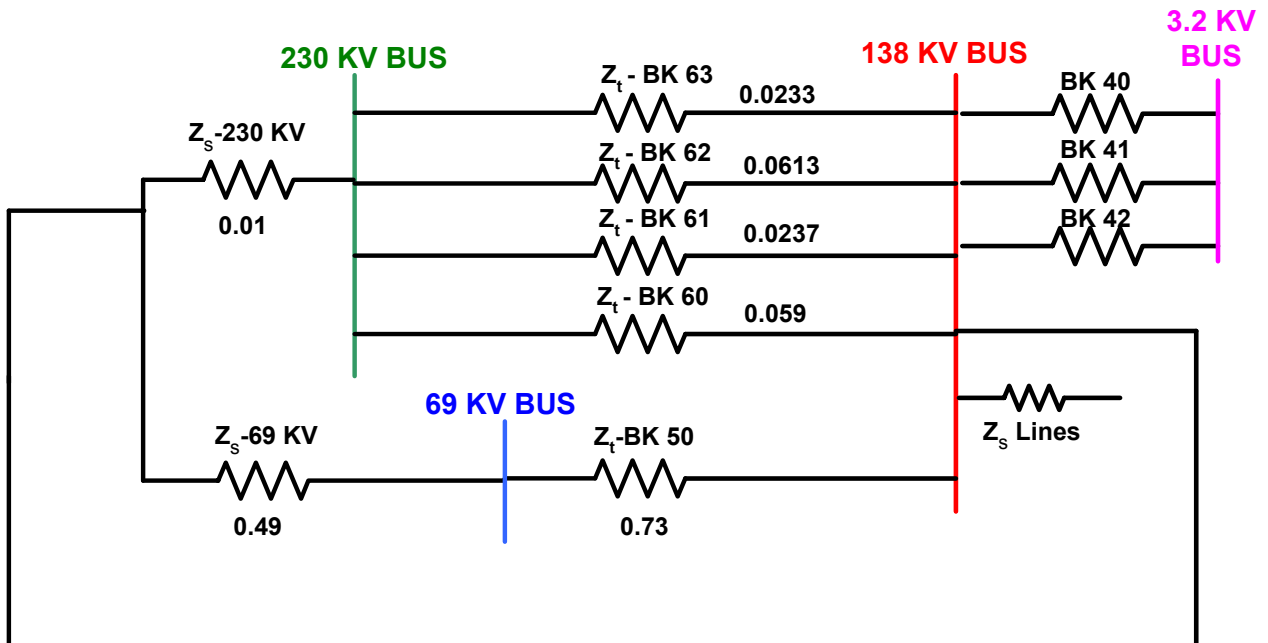 3.2 KV
BUS
230 KV BUS
138 KV BUS
Zt - BK 63
0.0233
BK 40
Zs-230 KV
0.01
Zt - BK 62
0.0613
BK 41
Zt - BK 61
0.0237
BK 42
Zt - BK 60
0.059
69 KV BUS
Zs-69 KV
0.49
Zt-BK 50
0.73
Zs Lines